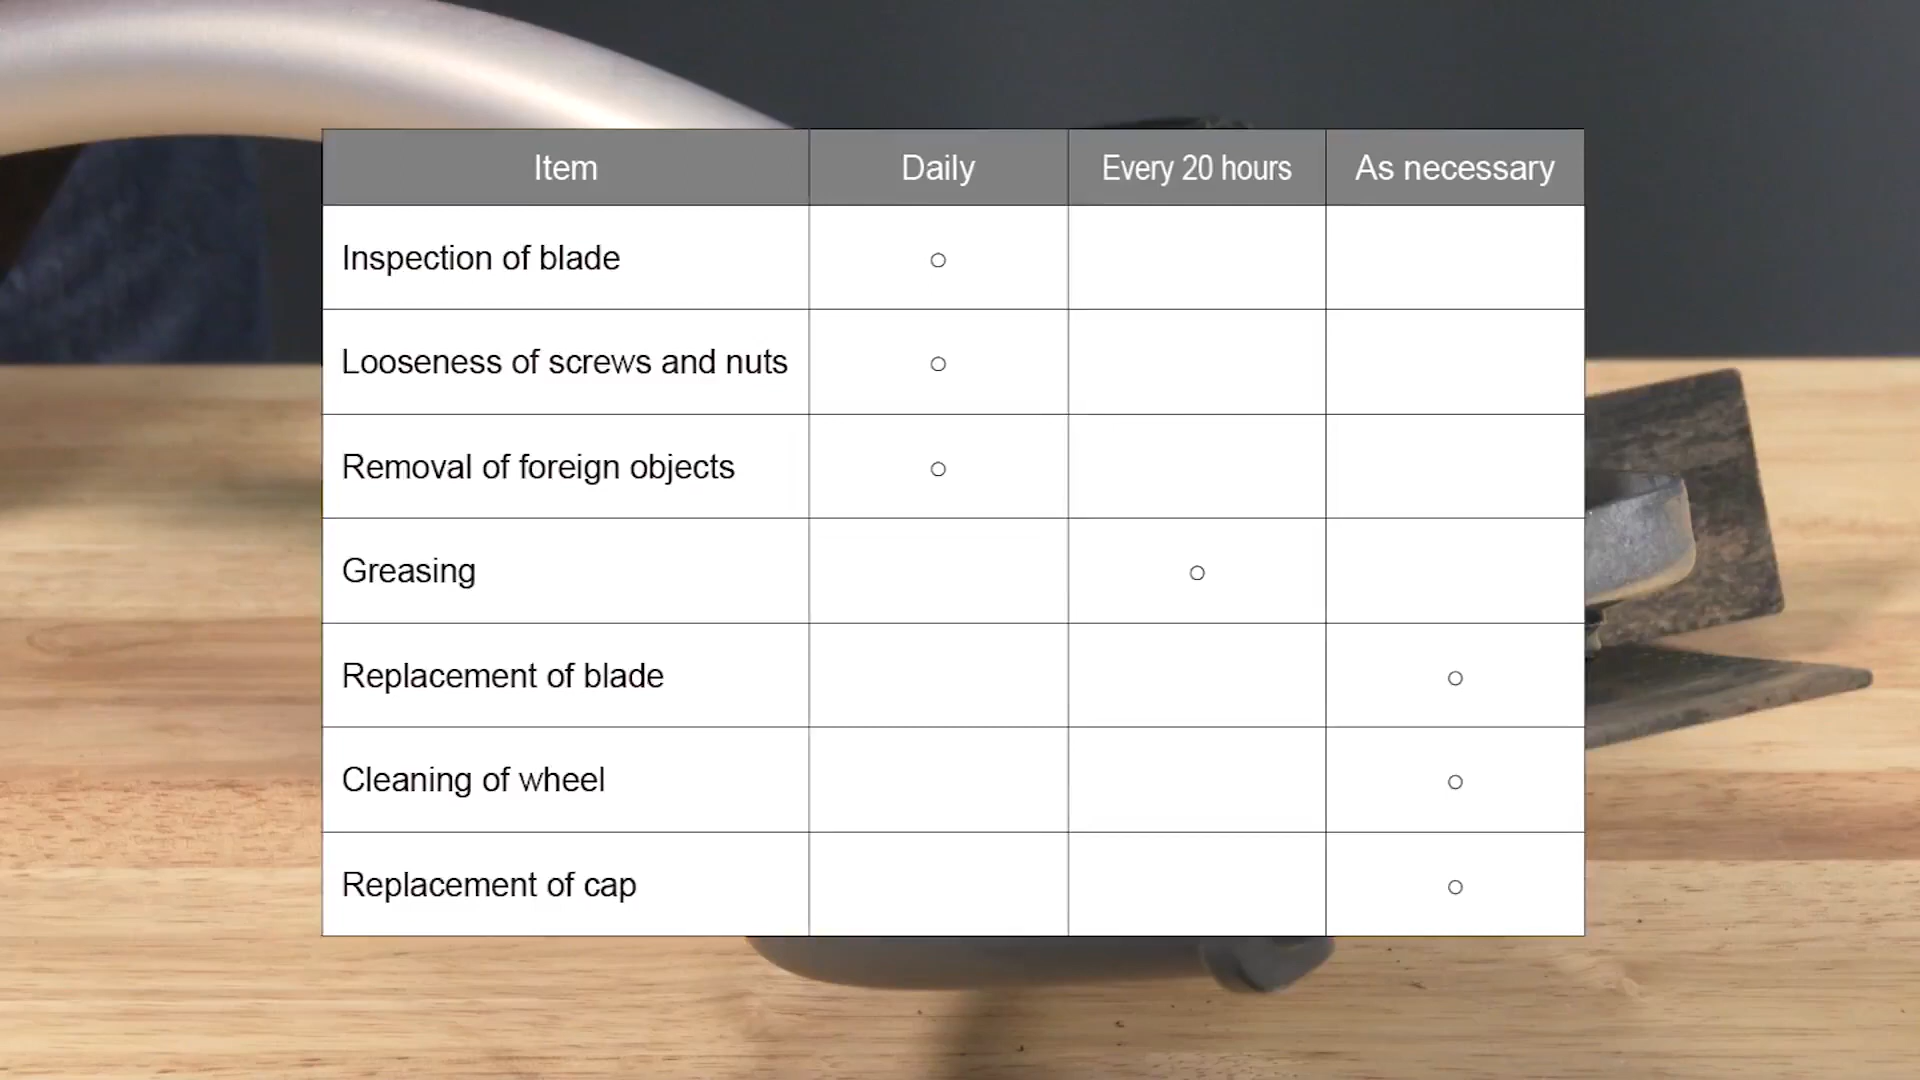 Item Daily Every 20 hours As necessary
Inspection of blade ○
Looseness of screws and nuts ○
Removal of foreign objects ○
Greasing ○
Replacement of blade ○
Cleaning of wheel ○
Replacement of cap ○